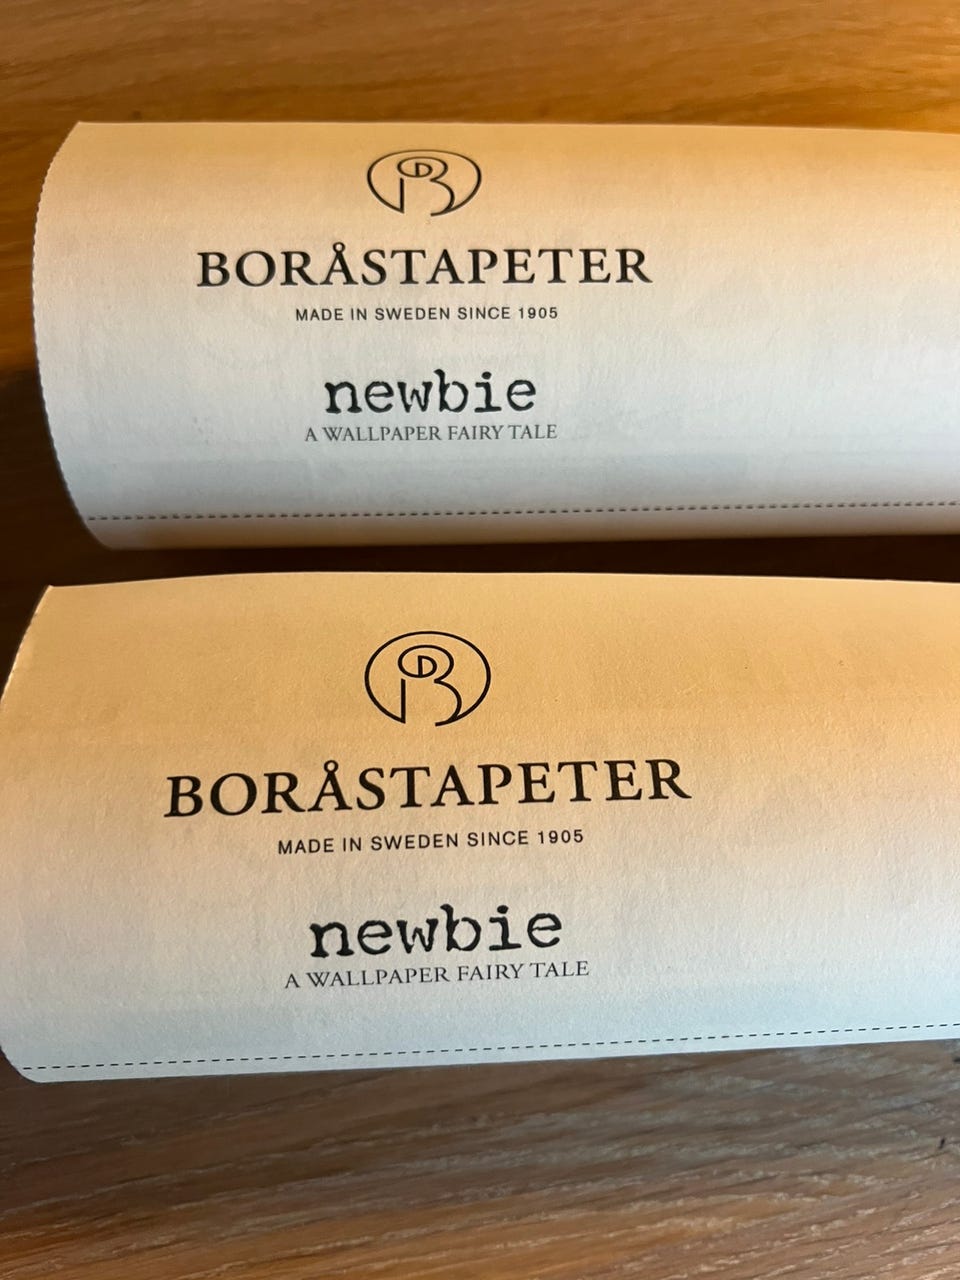 BORÅSTAPETER
MADE IN SWEDEN SINCE 1905
newbie
A WALLPAPER FAIRY TALE
BORÅSTAPETER
MADE IN SWEDEN SINCE 1905
newbie
A WALLPAPER FAIRY TALE